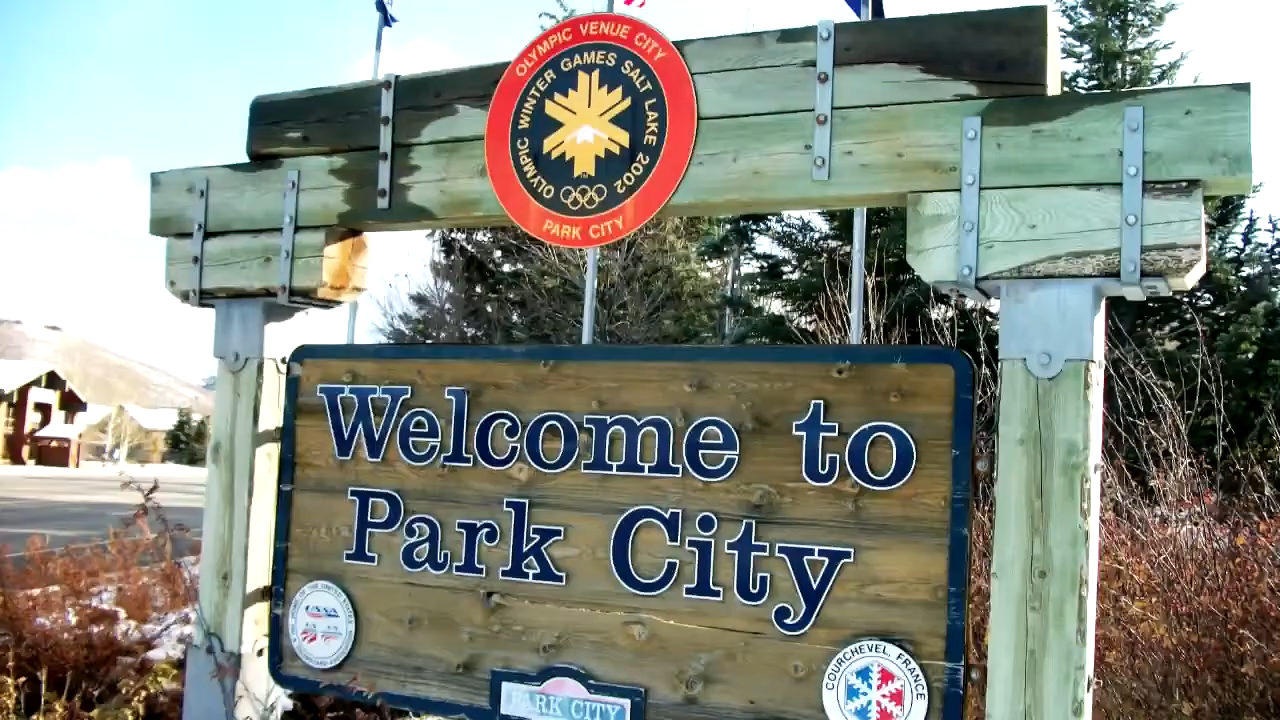 OLYMPIC VENUE CITY
OLYMPIC WINTER GAMES SALT LAKE 2002
PARK CITY
Welcome to
Park City
USSA
COURCHEVEL, FRANCE
PARK CITY